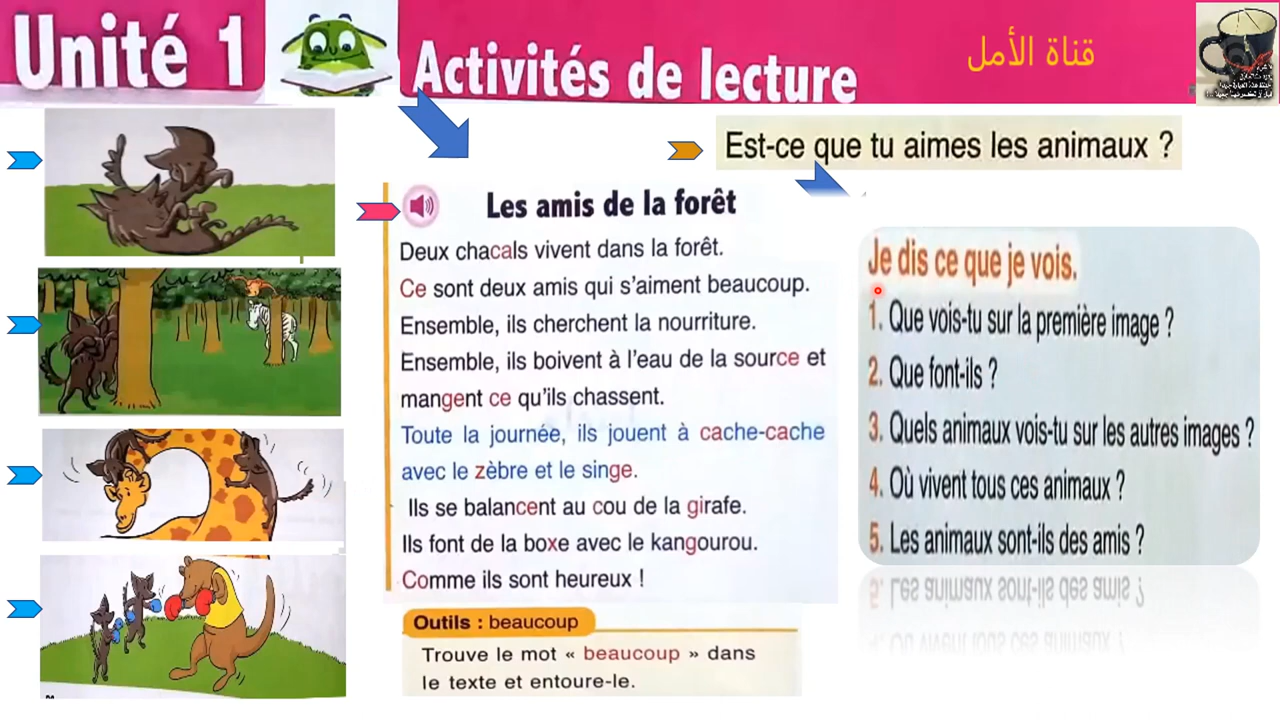 Unité 1
Activités de lecture
قناة الأمل
Est-ce que tu aimes les animaux ?
Les amis de la forêt
Deux chacals vivent dans la forêt.
Ce sont deux amis qui s'aiment beaucoup.
Ensemble, ils cherchent la nourriture.
Ensemble, ils boivent à l'eau de la source et
mangent ce qu'ils chassent.
Toute la journée, ils jouent à cache-cache
avec le zèbre et le singe.
Ils se balancent au cou de la girafe.
Ils font de la boxe avec le kangourou.
Comme ils sont heureux !
Outils : beaucoup
Trouve le mot « beaucoup » dans
le texte et entoure-le.
Je dis ce que je vois.
1. Que vois-tu sur la première image ?
2. Que font-ils ?
3. Quels animaux vois-tu sur les autres images ?
4. Où vivent tous ces animaux ?
5. Les animaux sont-ils des amis ?